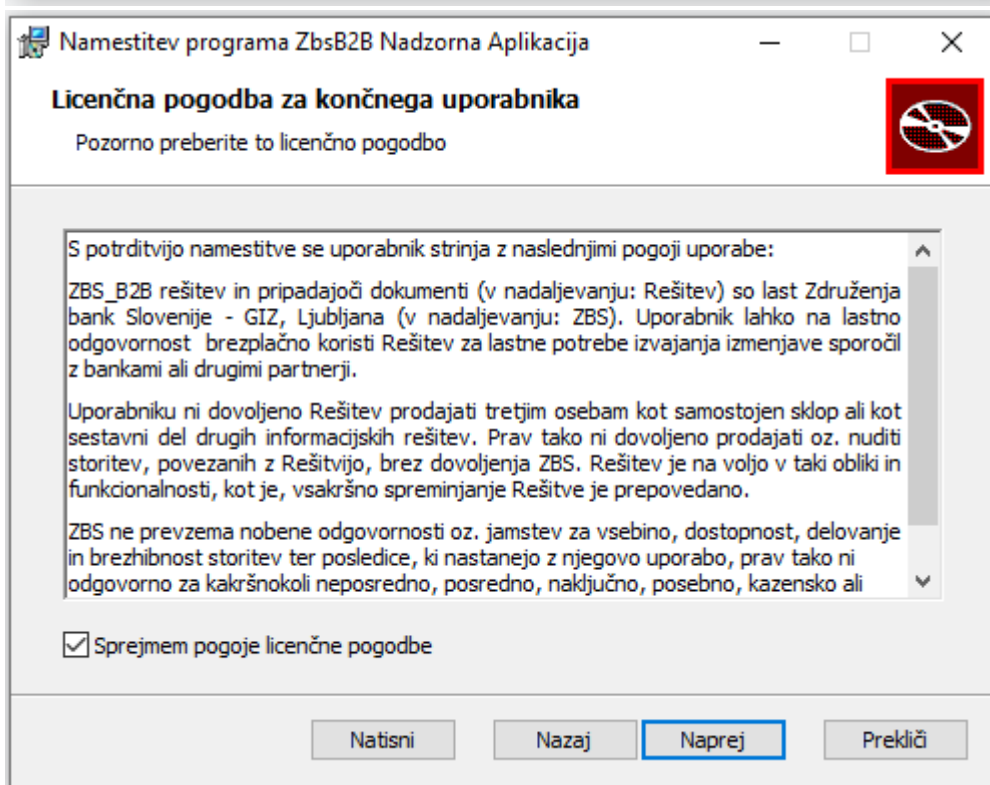 Namestitev programa ZbsB2B Nadzorna Aplikacija
Licenčna pogodba za končnega uporabnika
Pozorno preberite to licenčno pogodbo
S potrditvijo namestitve se uporabnik strinja z naslednjimi pogoji uporabe:
ZBS_B2B rešitev in pripadajoči dokumenti (v nadaljevanju: Rešitev) so last Združenja
bank Slovenije - GIZ, Ljubljana (v nadaljevanju: ZBS). Uporabnik lahko na lastno
odgovornost brezplačno koristi Rešitev za lastne potrebe izvajanja izmenjave sporočil
z bankami ali drugimi partnerji.
Uporabniku ni dovoljeno Rešitev prodajati tretjim osebam kot samostojen sklop ali kot
sestavni del drugih informacijskih rešitev. Prav tako ni dovoljeno prodajati oz. nuditi
storitev, povezanih z Rešitvijo, brez dovoljenja ZBS. Rešitev je na voljo v taki obliki in
funkcionalnosti, kot je, vsakršno spreminjanje Rešitve je prepovedano.
ZBS ne prevzema nobene odgovornosti oz. jamstev za vsebino, dostopnost, delovanje
in brezhibnost storitev ter posledice, ki nastanejo z njegovo uporabo, prav tako ni
odgovorno za kakršnokoli neposredno, posredno, naključno, posebno, kazensko ali
Sprejmem pogoje licenčne pogodbe
Natisni
Nazaj
Naprej
Prekliči